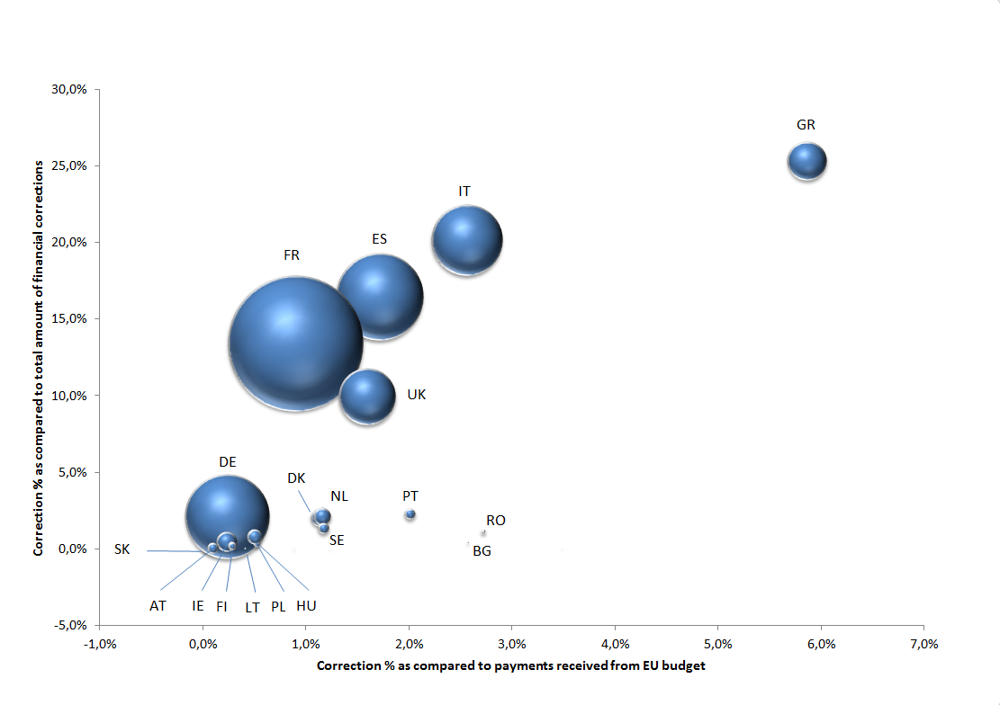 30,0%
GR
25,0%
IT
20,0%
ES
FR
15,0%
10,0%
UK
5,0%
DE
DK
NL
PT
RO
SE
0,0%
SK
BG
AT
IE
FI
LT
PL
HU
-5,0%
-1,0%
0,0%
1,0%
2,0%
3,0%
4,0%
5,0%
6,0%
7,0%
Correction % as compared to total amount of financial corrections
Correction % as compared to payments received from EU budget